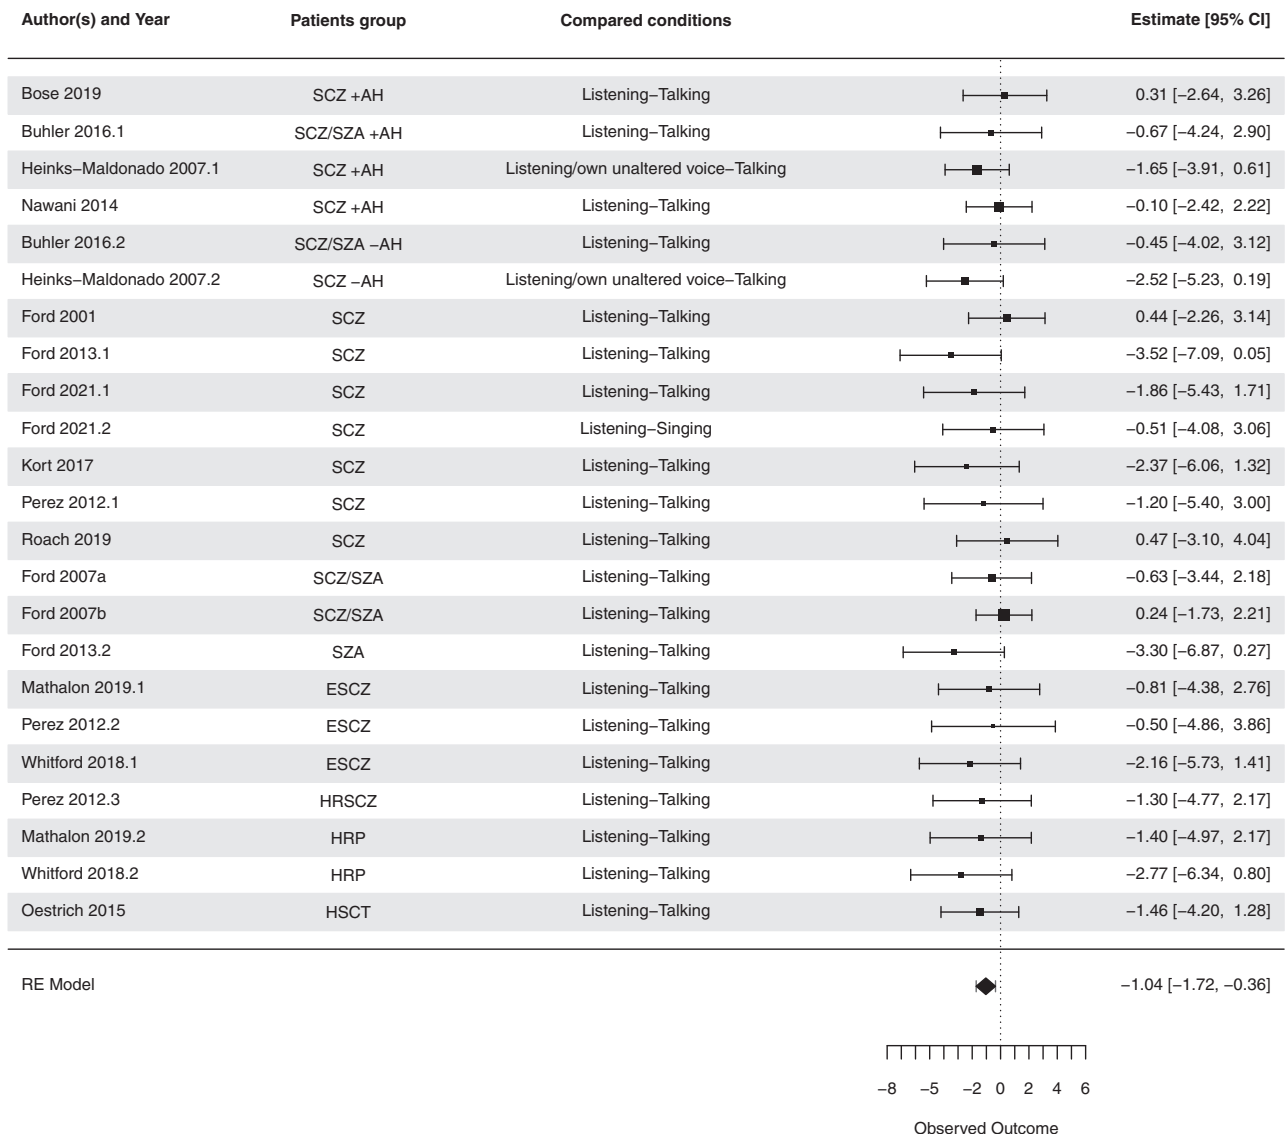 Author(s) and Year Patients group Compared conditions Estimate [95% CI]
Bose 2019 SCZ +AH Listening−Talking 0.31 [−2.64, 3.26]
Buhler 2016.1 SCZ/SZA +AH Listening−Talking −0.67 [−4.24, 2.90]
Heinks−Maldonado 2007.1 SCZ +AH Listening/own unaltered voice−Talking −1.65 [−3.91, 0.61]
Nawani 2014 SCZ +AH Listening−Talking −0.10 [−2.42, 2.22]
Buhler 2016.2 SCZ/SZA −AH Listening−Talking −0.45 [−4.02, 3.12]
Heinks−Maldonado 2007.2 SCZ −AH Listening/own unaltered voice−Talking −2.52 [−5.23, 0.19]
Ford 2001 SCZ Listening−Talking 0.44 [−2.26, 3.14]
Ford 2013.1 SCZ Listening−Talking −3.52 [−7.09, 0.05]
Ford 2021.1 SCZ Listening−Talking −1.86 [−5.43, 1.71]
Ford 2021.2 SCZ Listening−Singing −0.51 [−4.08, 3.06]
Kort 2017 SCZ Listening−Talking −2.37 [−6.06, 1.32]
Perez 2012.1 SCZ Listening−Talking −1.20 [−5.40, 3.00]
Roach 2019 SCZ Listening−Talking 0.47 [−3.10, 4.04]
Ford 2007a SCZ/SZA Listening−Talking −0.63 [−3.44, 2.18]
Ford 2007b SCZ/SZA Listening−Talking 0.24 [−1.73, 2.21]
Ford 2013.2 SZA Listening−Talking −3.30 [−6.87, 0.27]
Mathalon 2019.1 ESCZ Listening−Talking −0.81 [−4.38, 2.76]
Perez 2012.2 ESCZ Listening−Talking −0.50 [−4.86, 3.86]
Whitford 2018.1 ESCZ Listening−Talking −2.16 [−5.73, 1.41]
Perez 2012.3 HRSCZ Listening−Talking −1.30 [−4.77, 2.17]
Mathalon 2019.2 HRP Listening−Talking −1.40 [−4.97, 2.17]
Whitford 2018.2 HRP Listening−Talking −2.77 [−6.34, 0.80]
Oestrich 2015 HSCT Listening−Talking −1.46 [−4.20, 1.28]
RE Model −1.04 [−1.72, −0.36]
−8 −5 −2 0 2 4 6
Observed Outcome